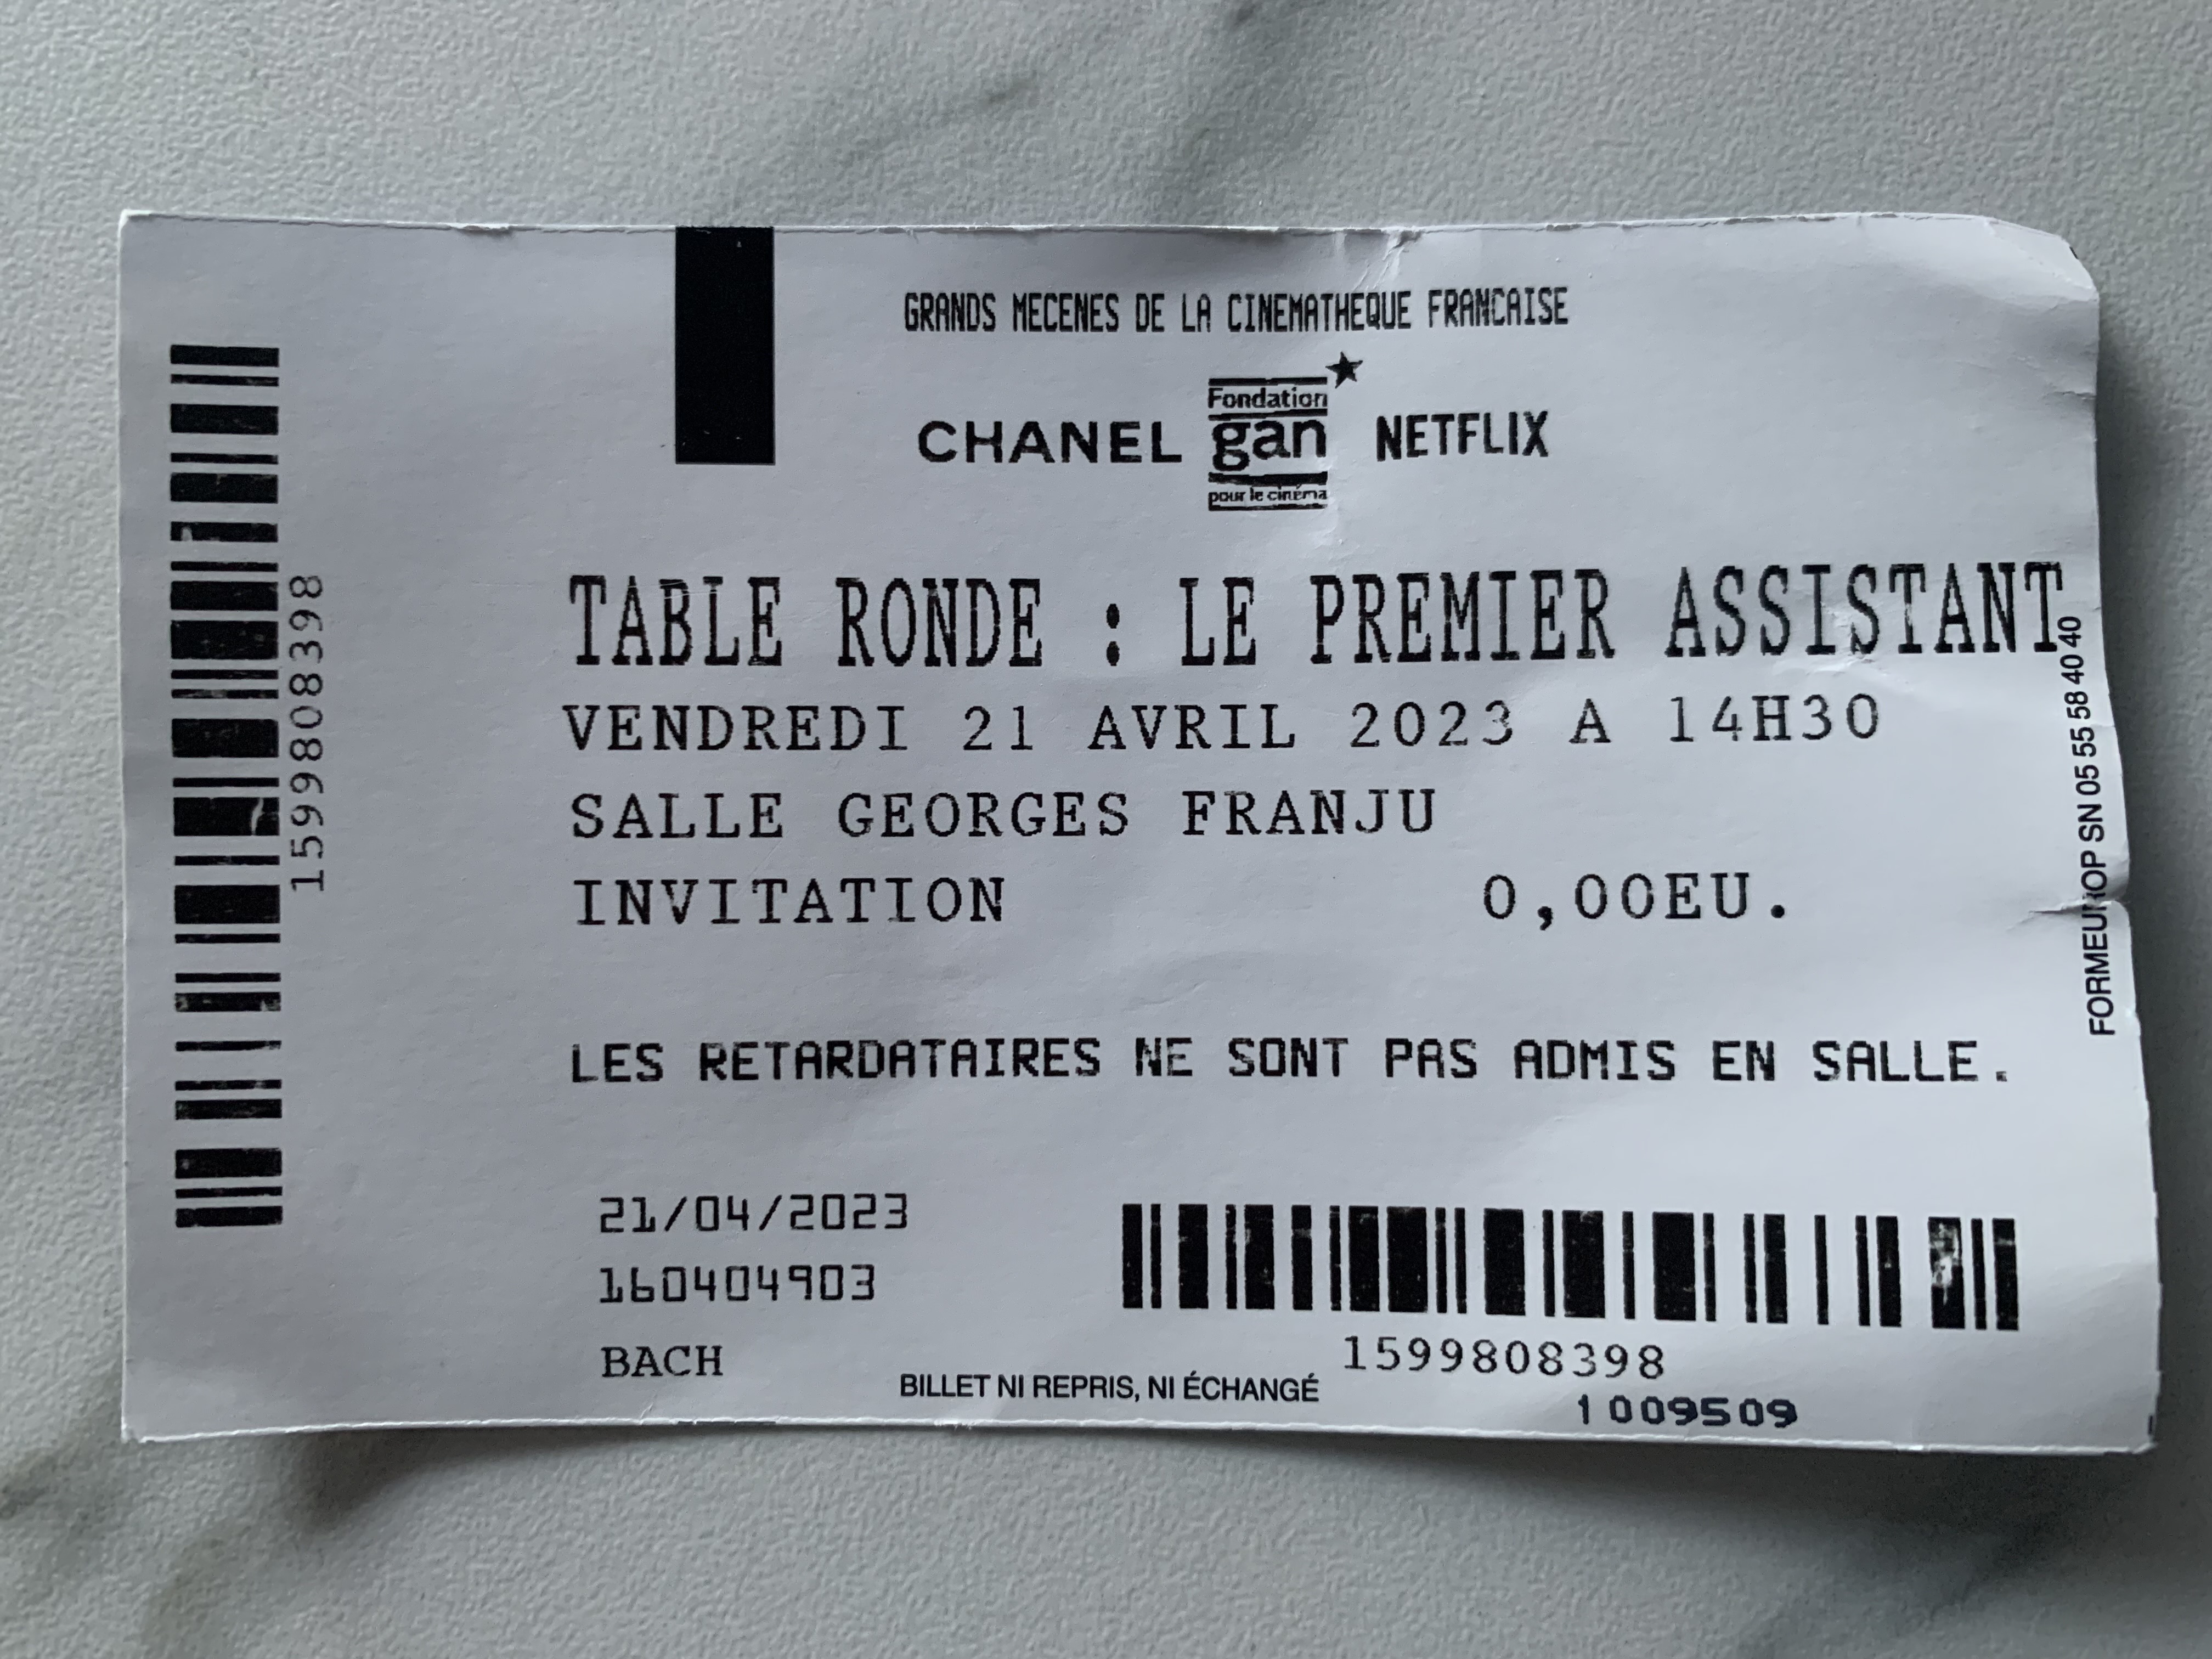 GRANDS MECENES DE LA CINEMATHEQUE FRANCAISE
CHANEL
Fondation
gan
pour le cinéma
NETFLIX
TABLE RONDE : LE PREMIER ASSISTANT
VENDREDI 21 AVRIL 2023 A 14H30
SALLE GEORGES FRANJU
INVITATION 0,00EU.
LES RETARDATAIRES NE SONT PAS ADMIS EN SALLE.
21/04/2023
160404903
BACH
BILLET NI REPRIS, NI ÉCHANGÉ
1599808398
1009509
1599808398
FORMEUROP SN 05 55 58 40 40